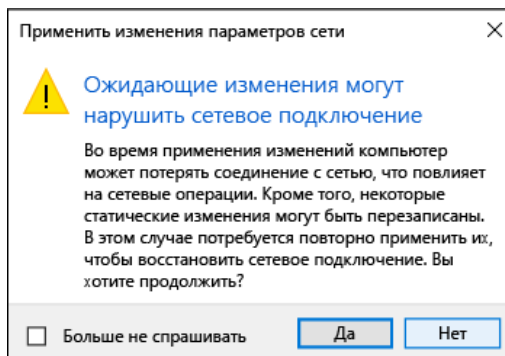 Применить изменения параметров сети
Ожидающие изменения могут
нарушить сетевое подключение
Во время применения изменений компьютер
может потерять соединение с сетью, что повлияет
на сетевые операции. Кроме того, некоторые
статические изменения могут быть перезаписаны.
В этом случае потребуется повторно применить их,
чтобы восстановить сетевое подключение. Вы
хотите продолжить?
Больше не спрашивать
Да
Нет